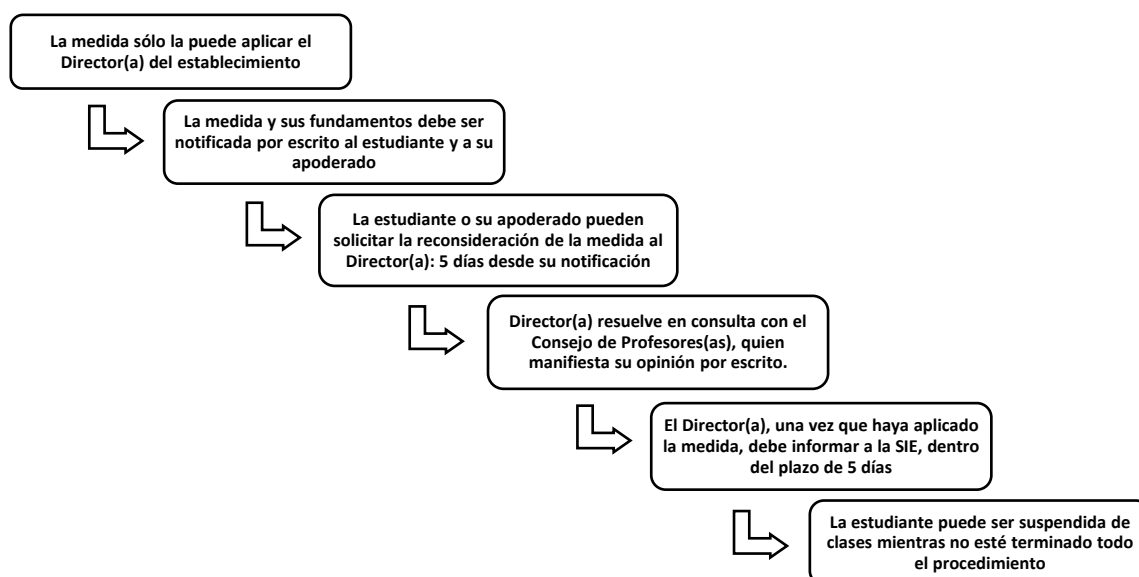 La medida sólo la puede aplicar el
Director(a) del establecimiento
La medida y sus fundamentos debe ser
notificada por escrito al estudiante y a su
apoderado
La estudiante o su apoderado pueden
solicitar la reconsideración de la medida al
Director(a): 5 días desde su notificación
Director(a) resuelve en consulta con el
Consejo de Profesores(as), quien
manifiesta su opinión por escrito.
El Director(a), una vez que haya aplicado
la medida, debe informar a la SIE, dentro
del plazo de 5 días
La estudiante puede ser suspendida de
clases mientras no esté terminado todo
el procedimiento